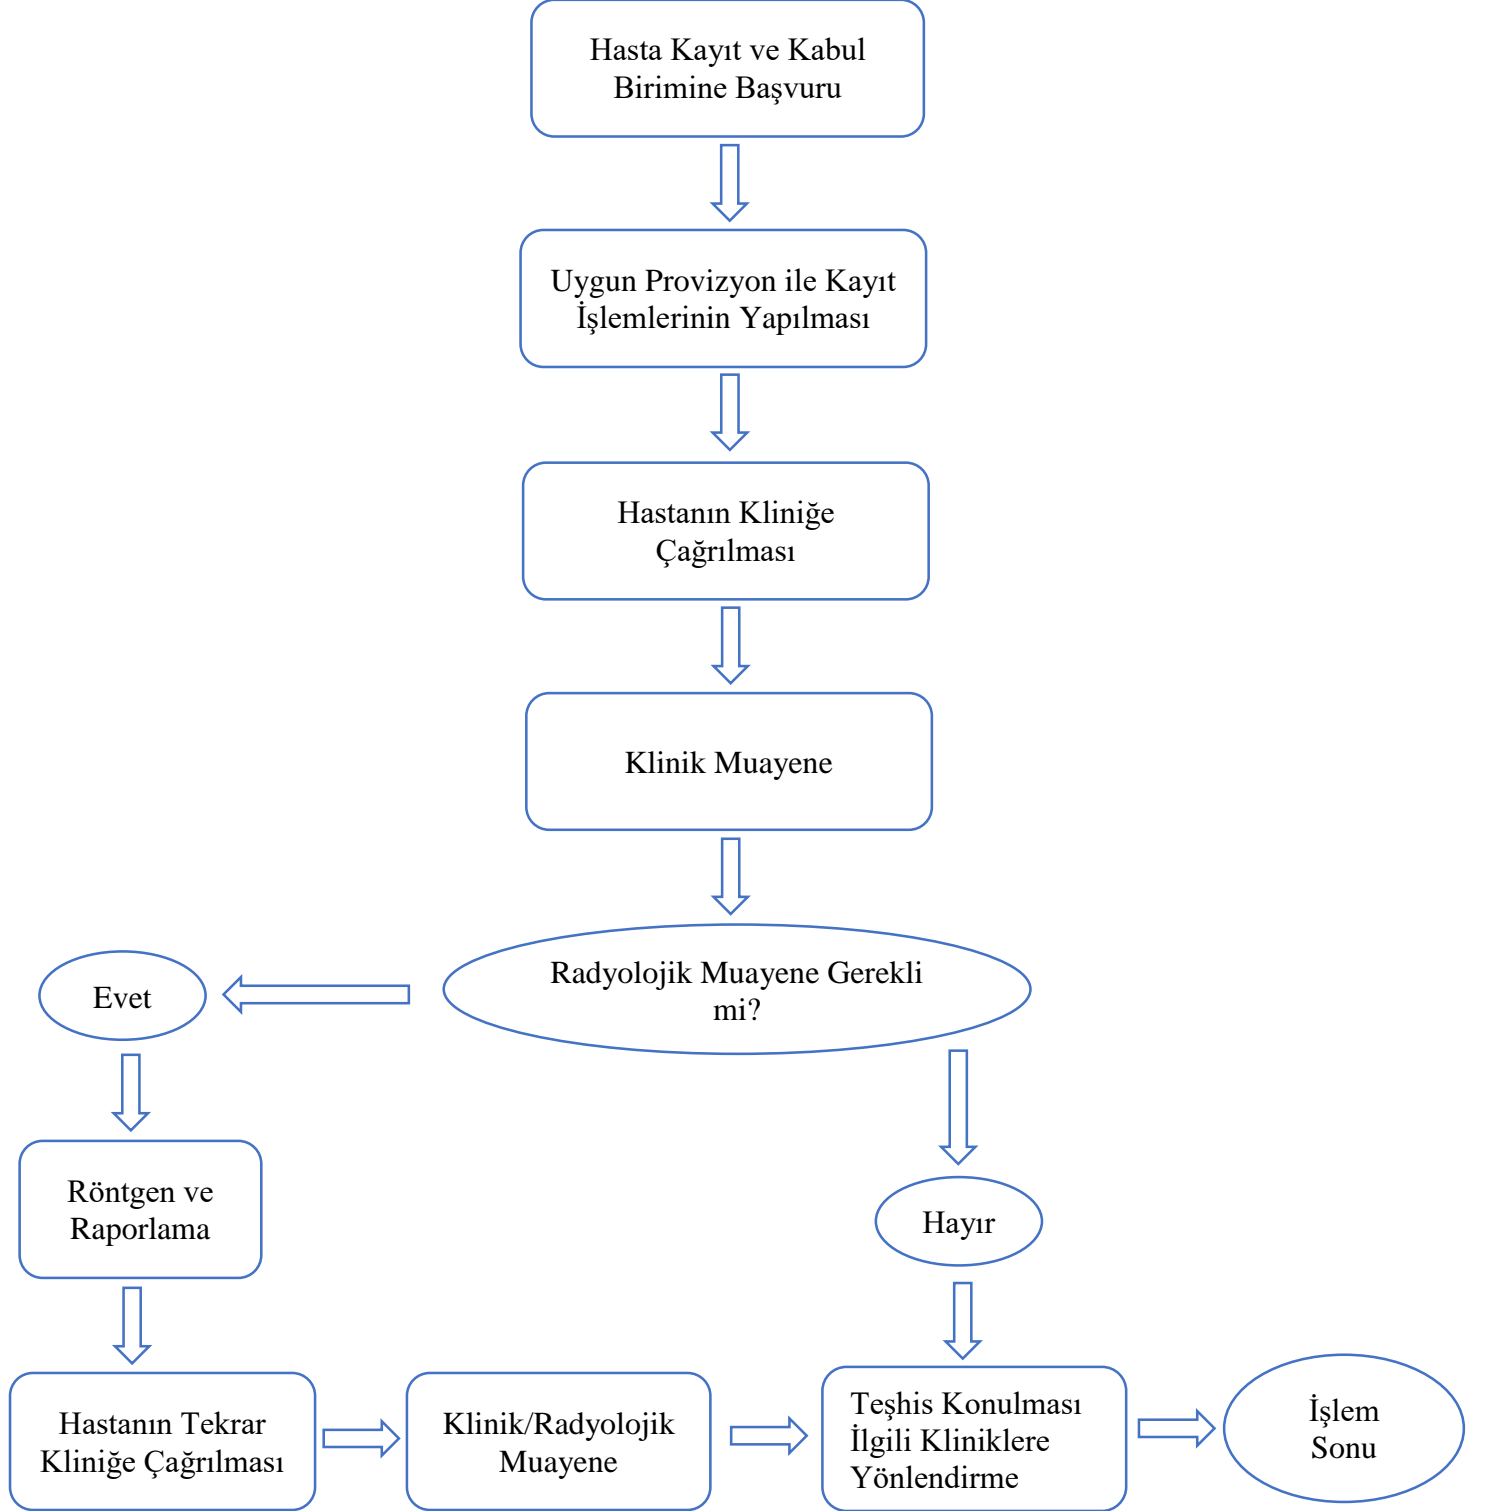 Hasta Kayıt ve Kabul
Birimine Başvuru
Uygun Provizyon ile Kayıt
İşlemlerinin Yapılması
Hastanın Kliniğe
Çağrılması
Klinik Muayene
Radyolojik Muayene Gerekli
mi?
Evet
Röntgen ve
Raporlama
Hayır
Hastanın Tekrar
Kliniğe Çağrılması
Klinik/Radyolojik
Muayene
Teşhis Konulması
İlgili Kliniklere
Yönlendirme
İşlem
Sonu